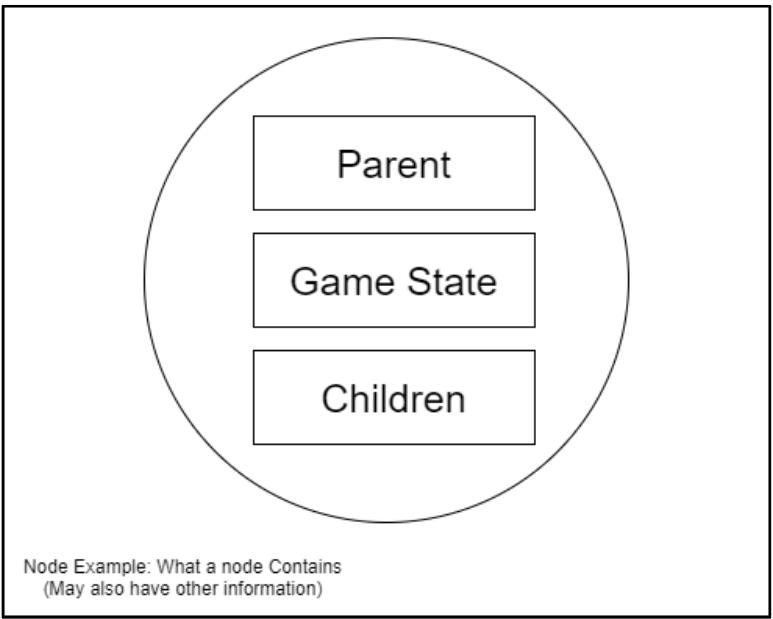 Parent
Game State
Children
Node Example: What a node Contains
(May also have other information)